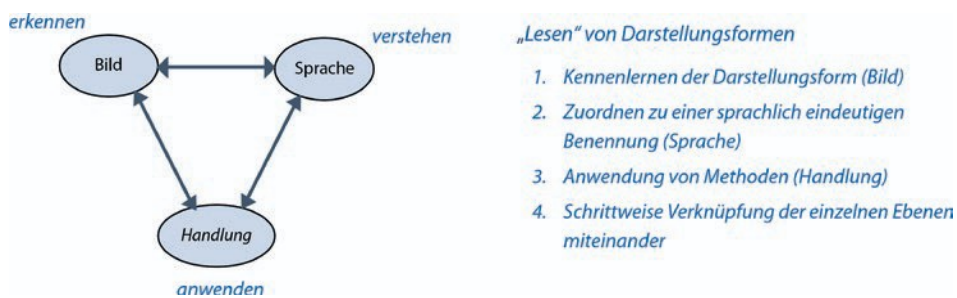 erkennen
Bild
Sprache
verstehen
Handlung
anwenden
„Lesen“ von Darstellungsformen
1. Kennenlernen der Darstellungsform (Bild)
2. Zuordnen zu einer sprachlich eindeutigen
Benennung (Sprache)
3. Anwendung von Methoden (Handlung)
4. Schrittweise Verknüpfung der einzelnen Ebenen
miteinander